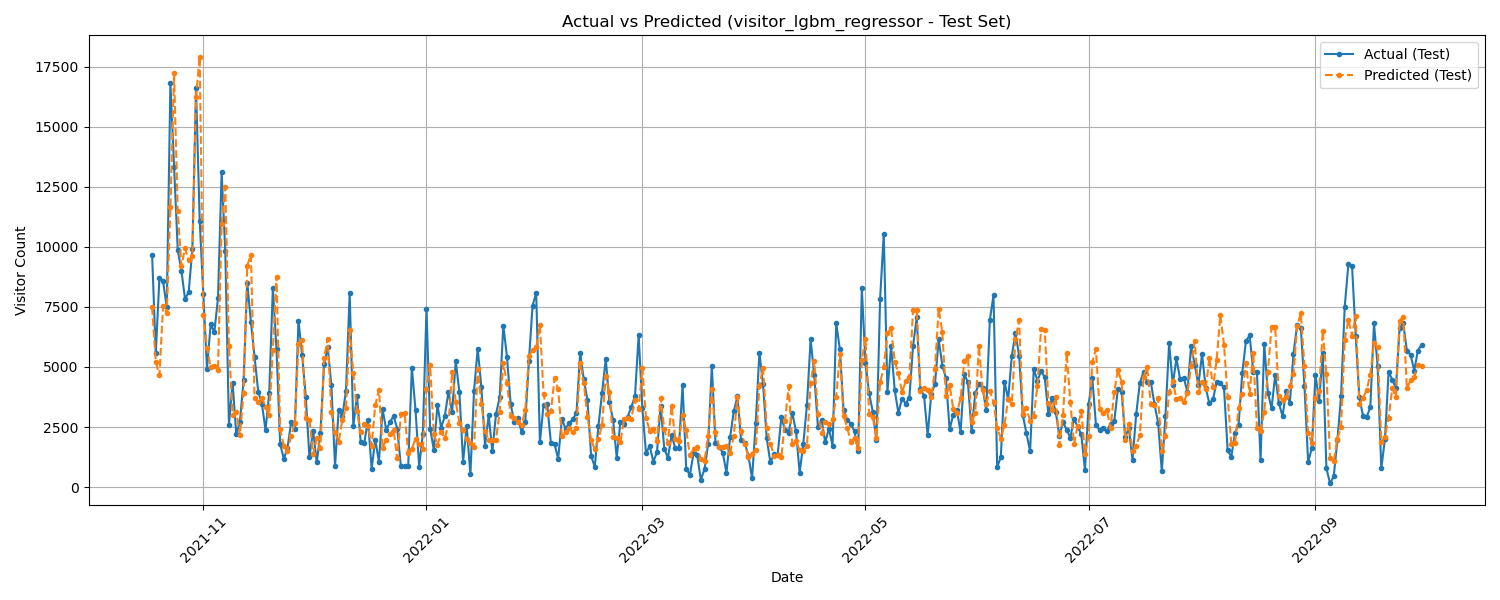 Actual vs Predicted (visitor_lgbm_regressor - Test Set)
Actual (Test)
Predicted (Test)
Visitor Count
17500
15000
12500
10000
7500
5000
2500
0
2021-11
2022-01
2022-03
2022-05
2022-07
2022-09
Date